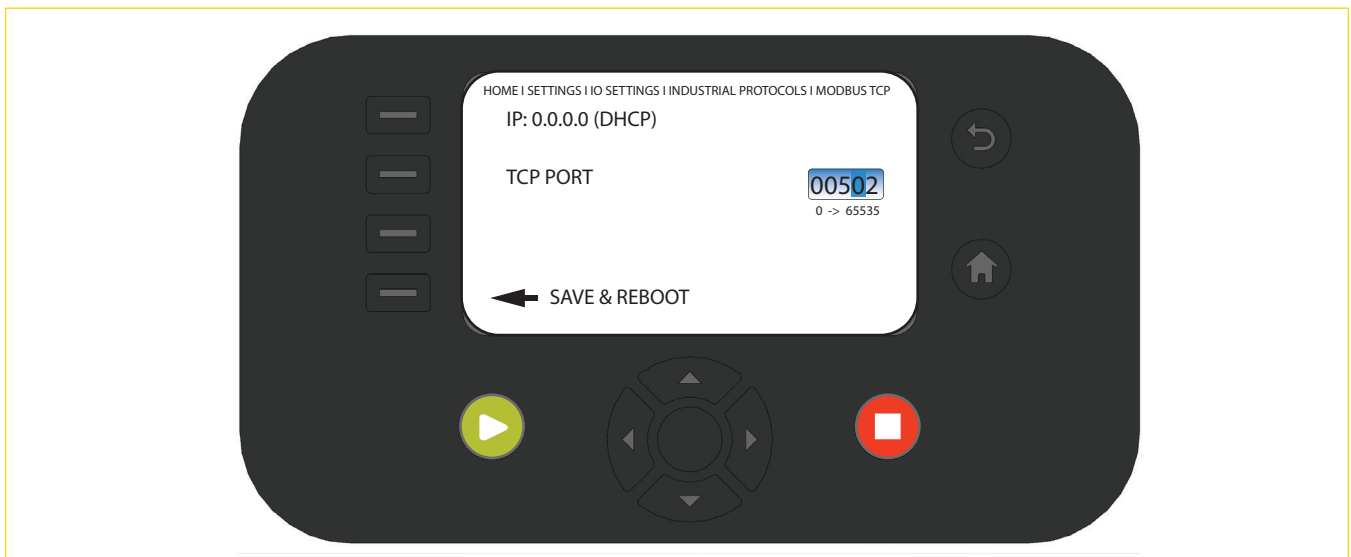 HOME I SETTINGS I IO SETTINGS I INDUSTRIAL PROTOCOLS I MODBUS TCP
IP: 0.0.0.0 (DHCP)
TCP PORT 00502
0 -> 65535
SAVE & REBOOT